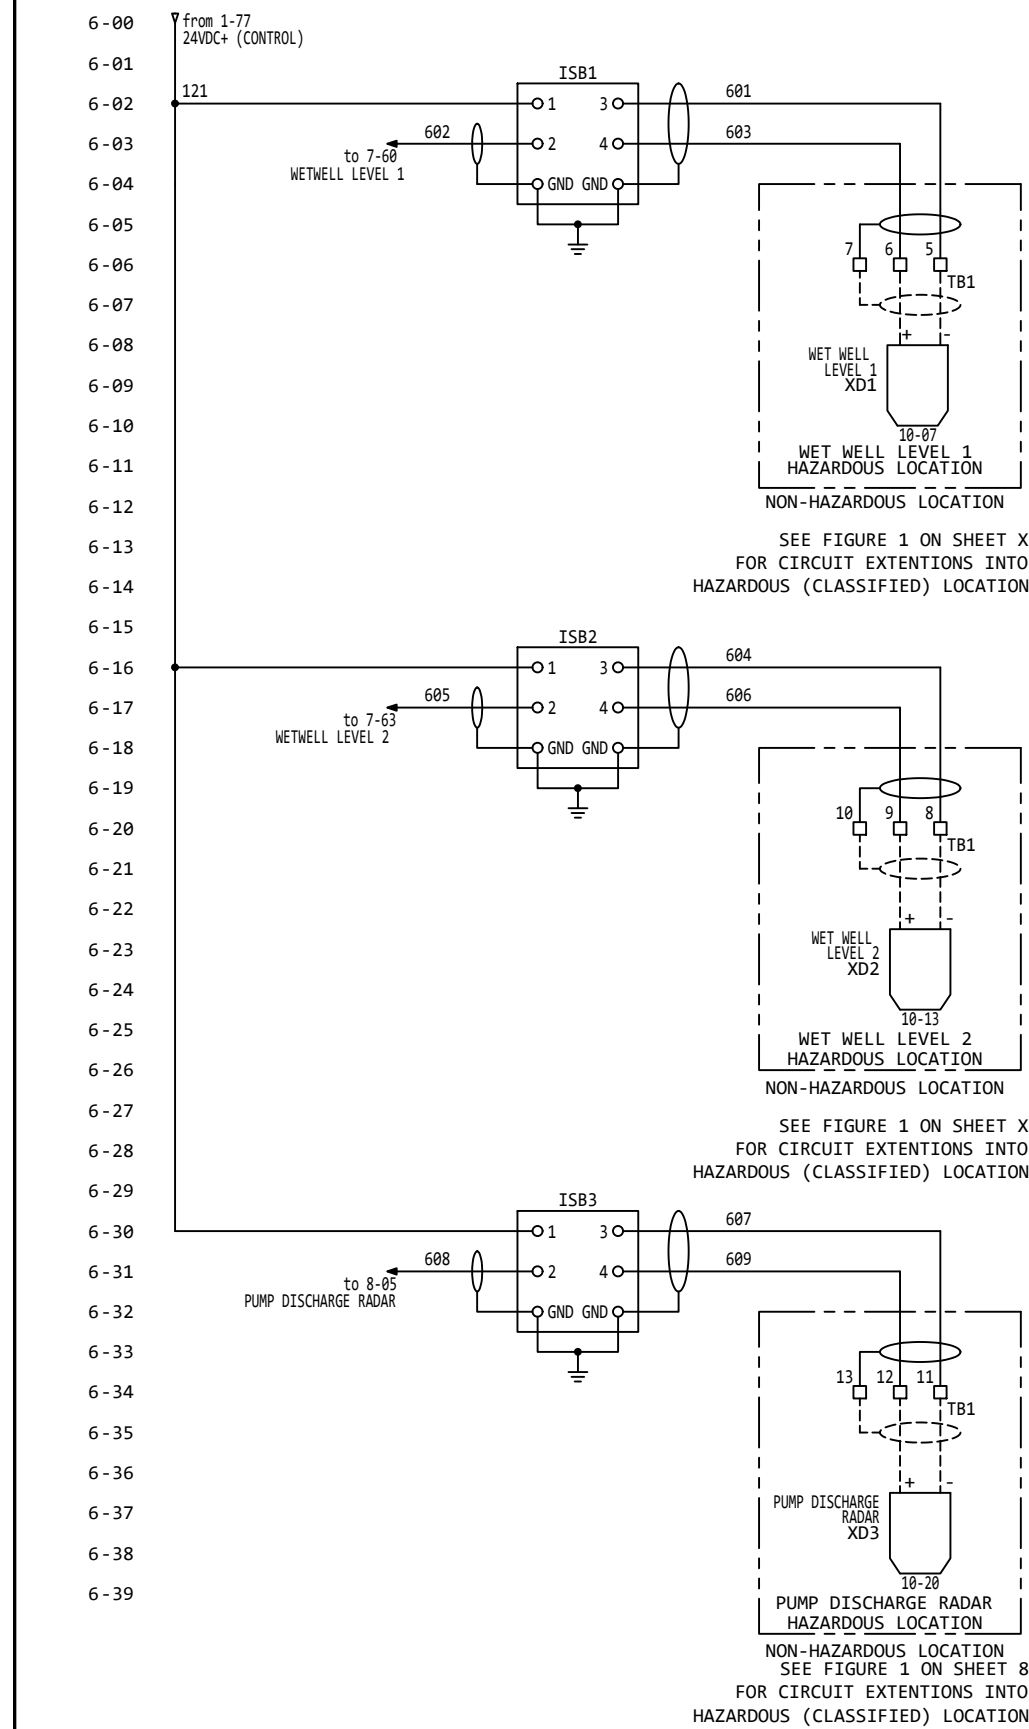 6-00
from 1-77
24VDC+ (CONTROL)
6-01
ISB1
6-02
121
1 3
601
6-03
602
2 4
603
to 7-60
WETWELL LEVEL 1
6-04
GND GND
6-05
6-06
7 6 5
TB1
6-07
6-08
+ -
WET WELL
LEVEL 1
XD1
6-09
6-10
10-07
WET WELL LEVEL 1
6-11
HAZARDOUS LOCATION
6-12
NON-HAZARDOUS LOCATION
6-13
SEE FIGURE 1 ON SHEET X
FOR CIRCUIT EXTENTIONS INTO
6-14
HAZARDOUS (CLASSIFIED) LOCATION
6-15
ISB2
6-16
1 3
604
6-17
605
2 4
606
to 7-63
WETWELL LEVEL 2
6-18
GND GND
6-19
6-20
10 9 8
TB1
6-21
6-22
+ -
6-23
WET WELL
LEVEL 2
XD2
6-24
6-25
10-13
WET WELL LEVEL 2
6-26
HAZARDOUS LOCATION
NON-HAZARDOUS LOCATION
6-27
SEE FIGURE 1 ON SHEET X
6-28
FOR CIRCUIT EXTENTIONS INTO
HAZARDOUS (CLASSIFIED) LOCATION
6-29
ISB3
6-30
1 3
607
6-31
608
2 4
609
to 8-05
PUMP DISCHARGE RADAR
6-32
GND GND
6-33
6-34
13 12 11
TB1
6-35
6-36
+ -
6-37
PUMP DISCHARGE
RADAR
XD3
6-38
6-39
10-20
PUMP DISCHARGE RADAR
HAZARDOUS LOCATION
NON-HAZARDOUS LOCATION
SEE FIGURE 1 ON SHEET 8
FOR CIRCUIT EXTENTIONS INTO
HAZARDOUS (CLASSIFIED) LOCATION